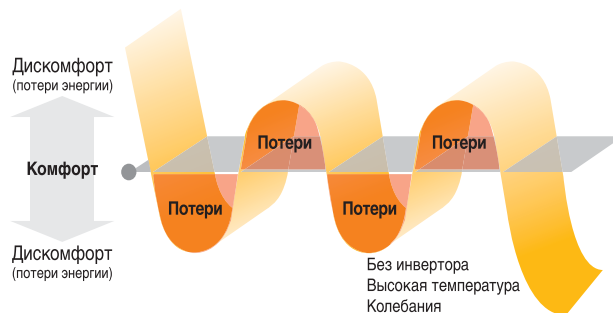 Дискомфорт
(потери энергии)
Комфорт
Дискомфорт
(потери энергии)
Потери
Потери
Потери
Потери
Без инвертора
Высокая температура
Колебания